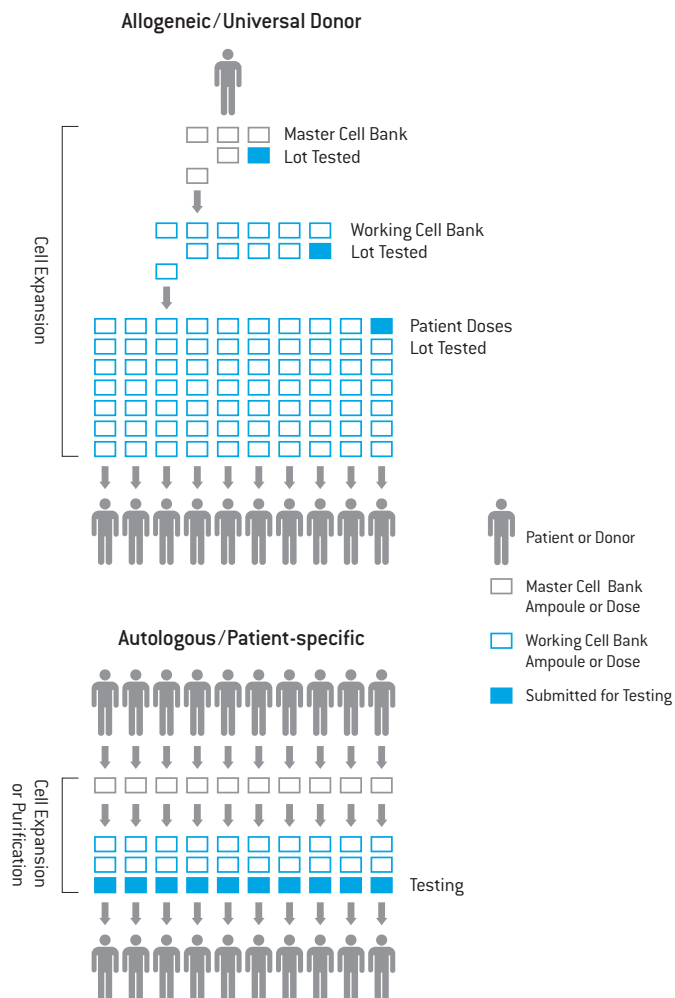 Allogeneic/Universal Donor
Master Cell Bank
Lot Tested
Working Cell Bank
Lot Tested
Cell Expansion
Patient Doses
Lot Tested
Patient or Donor
Master Cell Bank
Ampoule or Dose
Working Cell Bank
Ampoule or Dose
Submitted for Testing
Autologous/Patient-specific
Cell Expansion
or Purification
Testing